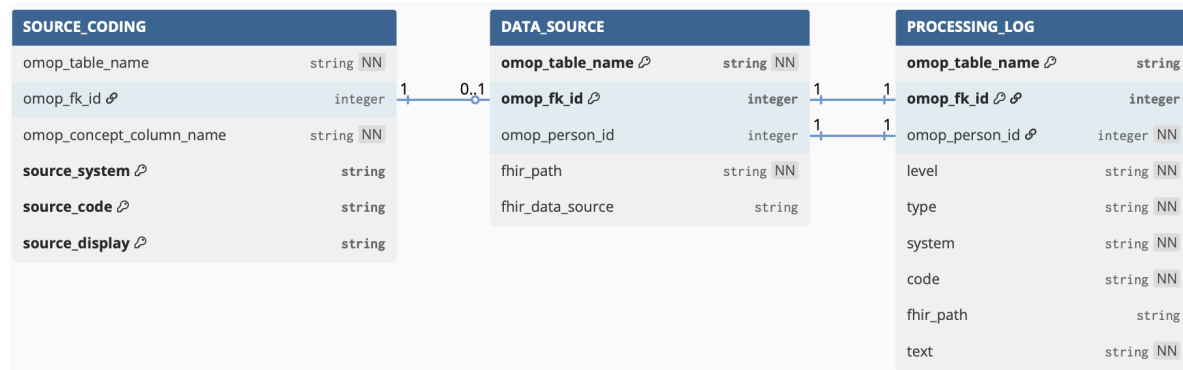 SOURCE_CODING
omop_table_name string NN
omop_fk_id integer
omop_concept_column_name string NN
source_system string
source_code string
source_display string
1 0..1
DATA_SOURCE
omop_table_name string NN
omop_fk_id integer
omop_person_id integer
fhir_path string NN
fhir_data_source string
1 1
1 1
PROCESSING_LOG
omop_table_name string
omop_fk_id integer
omop_person_id integer NN
level string NN
type string NN
system string NN
code string NN
fhir_path string
text string NN